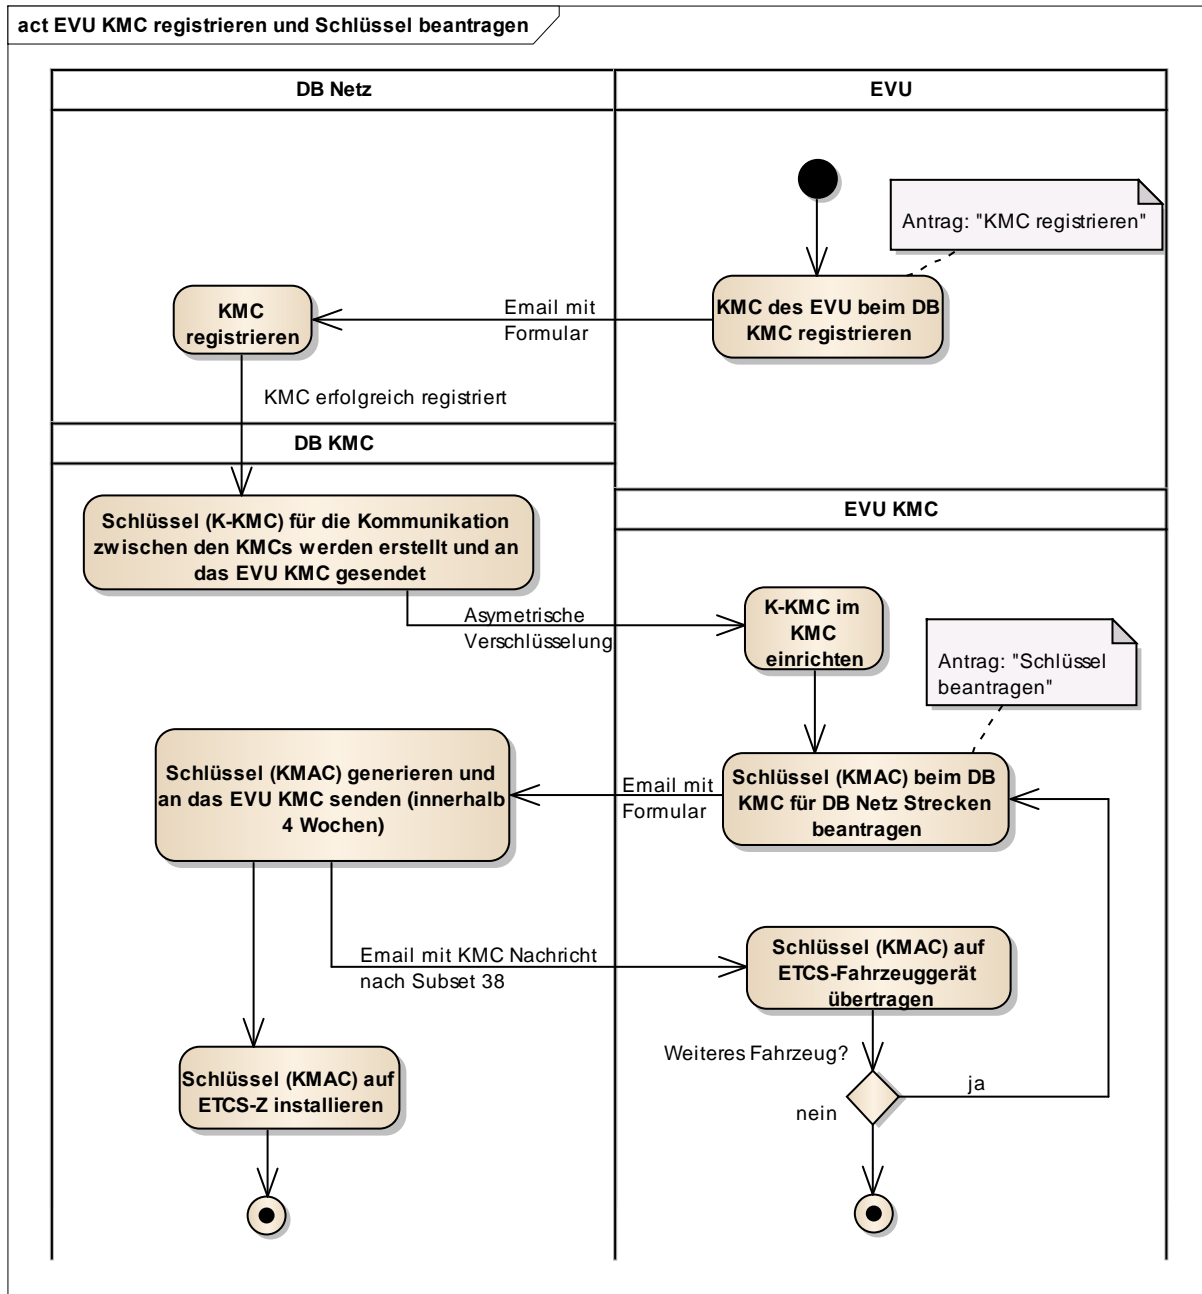 act EVU KMC registrieren und Schlüssel beantragen
DB Netz
EVU
Antrag: "KMC registrieren"
KMC des EVU beim DB
KMC registrieren
Email mit
Formular
KMC
registrieren
KMC erfolgreich registriert
DB KMC
Schlüssel (K-KMC) für die Kommunikation
zwischen den KMCs werden erstellt und an
das EVU KMC gesendet
EVU KMC
Asymetrische
Verschlüsselung
K-KMC im
KMC
einrichten
Antrag: "Schlüssel
beantragen"
Schlüssel (KMAC) beim DB
KMC für DB Netz Strecken
beantragen
Email mit
Formular
Schlüssel (KMAC) generieren und
an das EVU KMC senden (innerhalb
4 Wochen)
Email mit KMC Nachricht
nach Subset 38
Schlüssel (KMAC) auf
ETCS-Fahrzeuggerät
übertragen
Schlüssel (KMAC) auf
ETCS-Z installieren
Weiteres Fahrzeug?
ja
nein